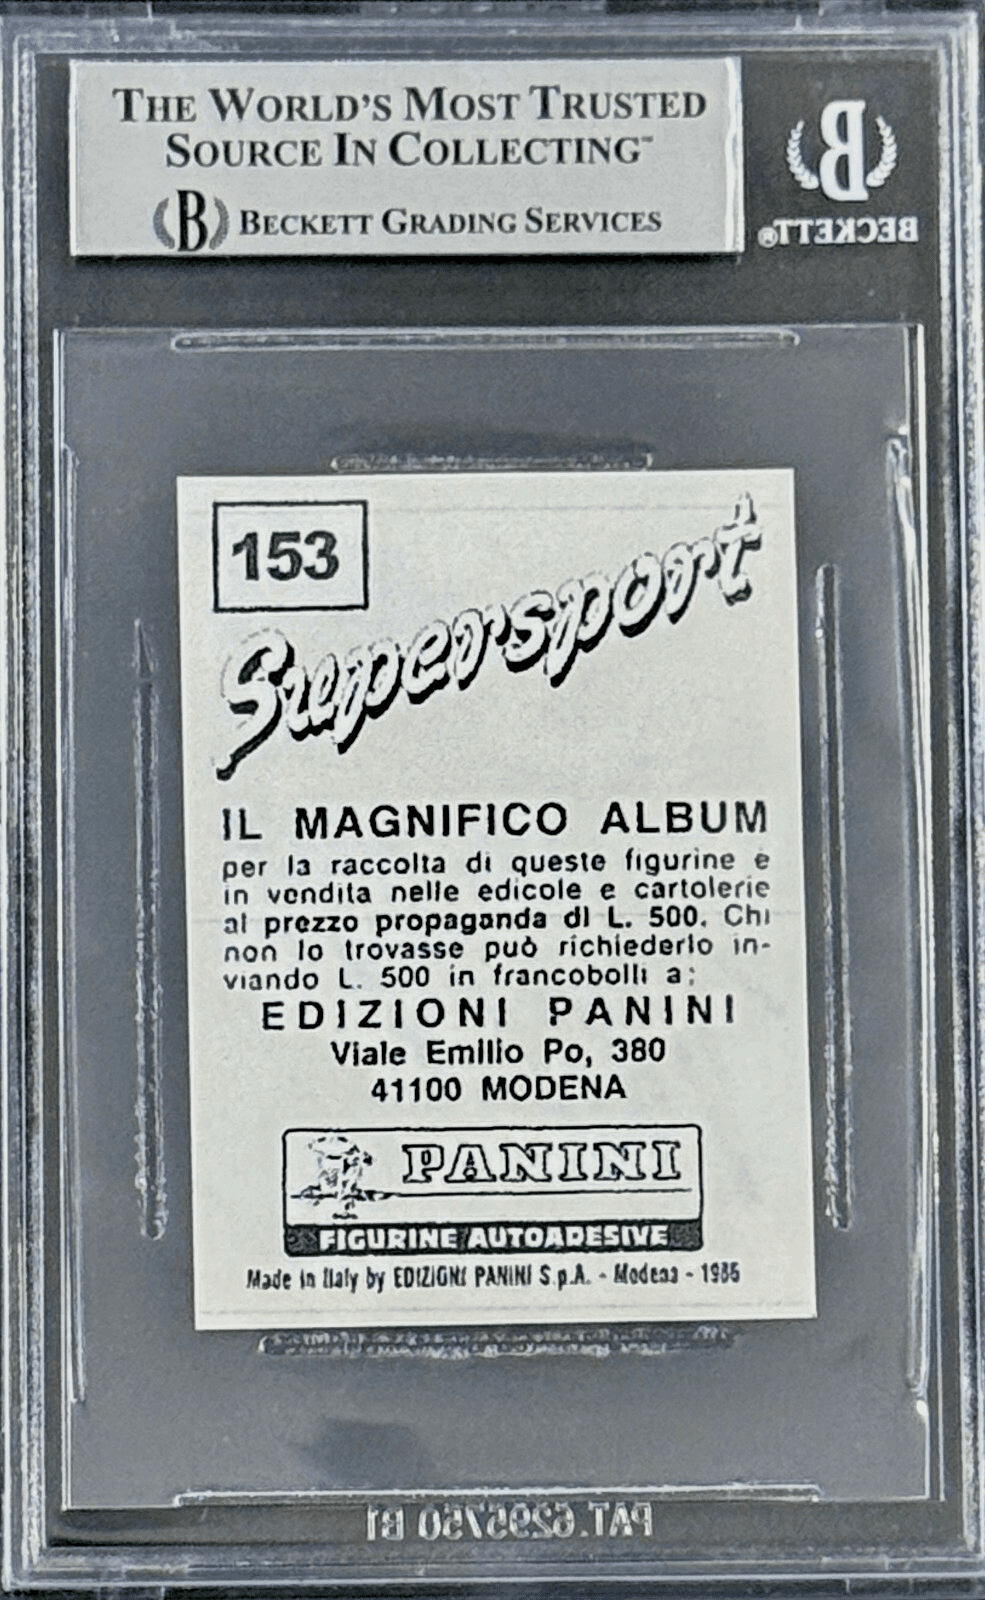 THE WORLD'S MOST TRUSTED
SOURCE IN COLLECTING™
B BECKETT GRADING SERVICES
B
BECKETT®
153
Supersport
IL MAGNIFICO ALBUM
per la raccolta di queste figurine è
in vendita nelle edicole e cartolerie
al prezzo propaganda di L. 500. Chi
non lo trovasse può richiederlo in-
viando L. 500 in francobolli a:
EDIZIONI PANINI
Viale Emilio Po, 380
41100 MODENA
PANINI
FIGURINE AUTOADESIVE
Made in Italy by EDIZIONI PANINI S.p.A. - Modena - 1986
PAT. 6295750 B1